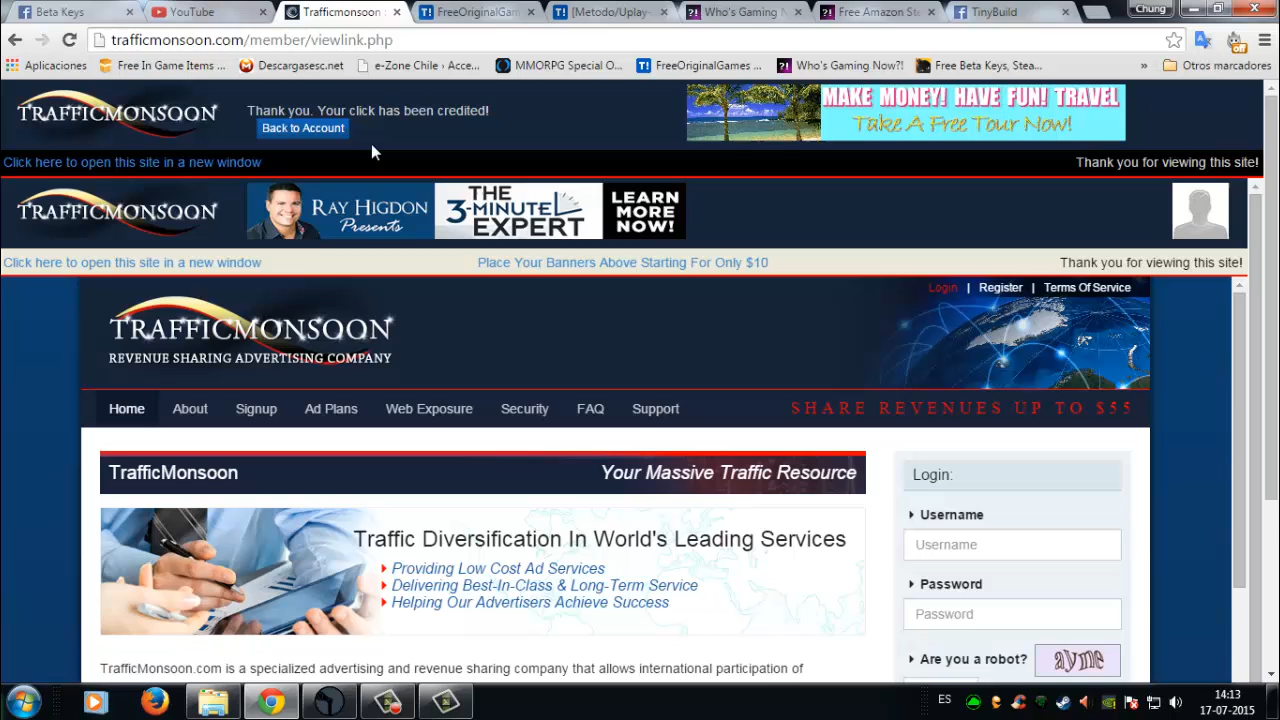 Beta Keys
YouTube
Trafficmonsoon
FreeOriginalGam
[Metodo/Uplay-
Who's Gaming N
Free Amazon Ste
TinyBuild
Chung
trafficmonsoon.com/member/viewlink.php
off
Aplicaciones
Free In Game Items ...
Descargasesc.net
e-Zone Chile › Acce...
MMORPG Special O...
FreeOriginalGames ...
Who's Gaming Now?!
Free Beta Keys, Stea...
»
Otros marcadores
TRAFFICMONSOON
Thank you. Your click has been credited!
Back to Account
MAKE MONEY! HAVE FUN! TRAVEL
Take A Free Tour Now!
Click here to open this site in a new window
Thank you for viewing this site!
TRAFFICMONSOON
RAY HIGDON
Presents
THE
3-MINUTE
EXPERT
LEARN
MORE
NOW!
Click here to open this site in a new window
Place Your Banners Above Starting For Only $10
Thank you for viewing this site!
Login | Register | Terms Of Service
TRAFFICMONSOON
REVENUE SHARING ADVERTISING COMPANY
Home
About
Signup
Ad Plans
Web Exposure
Security
FAQ
Support
SHARE REVENUES UP TO $55
TrafficMonsoon
Your Massive Traffic Resource
Traffic Diversification In World's Leading Services
Providing Low Cost Ad Services
Delivering Best-In-Class & Long-Term Service
Helping Our Advertisers Achieve Success
TrafficMonsoon.com is a specialized advertising and revenue sharing company that allows international participation of
Login:
Username
Username
Password
Password
Are you a robot?
ayme
ES
14:13
17-07-2015